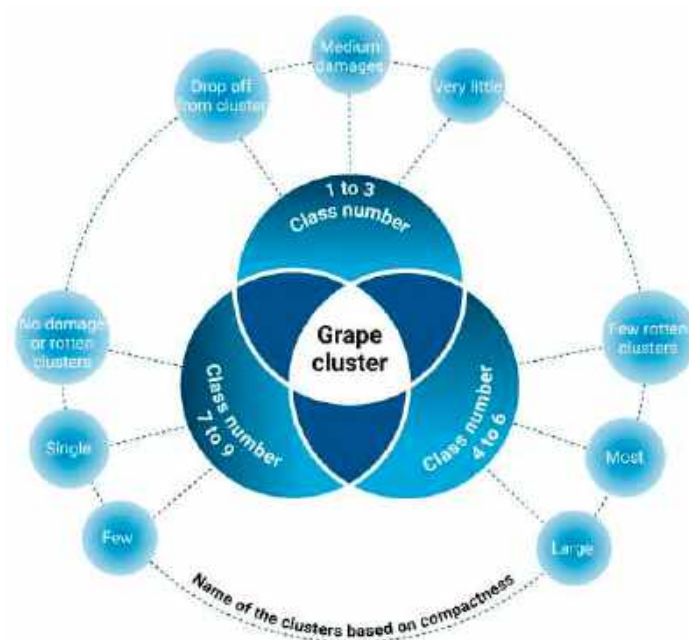 Medium
damages
Drop off
from cluster
Very little
1 to 3
Class number
No damage
or rotten
clusters
Grape
cluster
Few rotten
clusters
Class number
7 to 9
Class number
4 to 6
Single
Most
Few
Large
Name of the clusters based on compactness